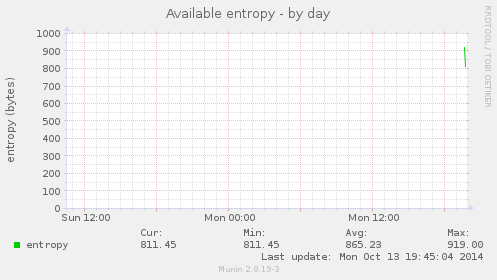 Available entropy - by day
RRDTOOL / TOBI OETIKER
entropy (bytes)
1000
900
800
700
600
500
400
300
200
100
0
Sun 12:00 Mon 00:00 Mon 12:00
Cur: Min: Avg: Max:
entropy 811.45 811.45 865.23 919.00
Last update: Mon Oct 13 19:45:04 2014
Munin 2.0.19-3